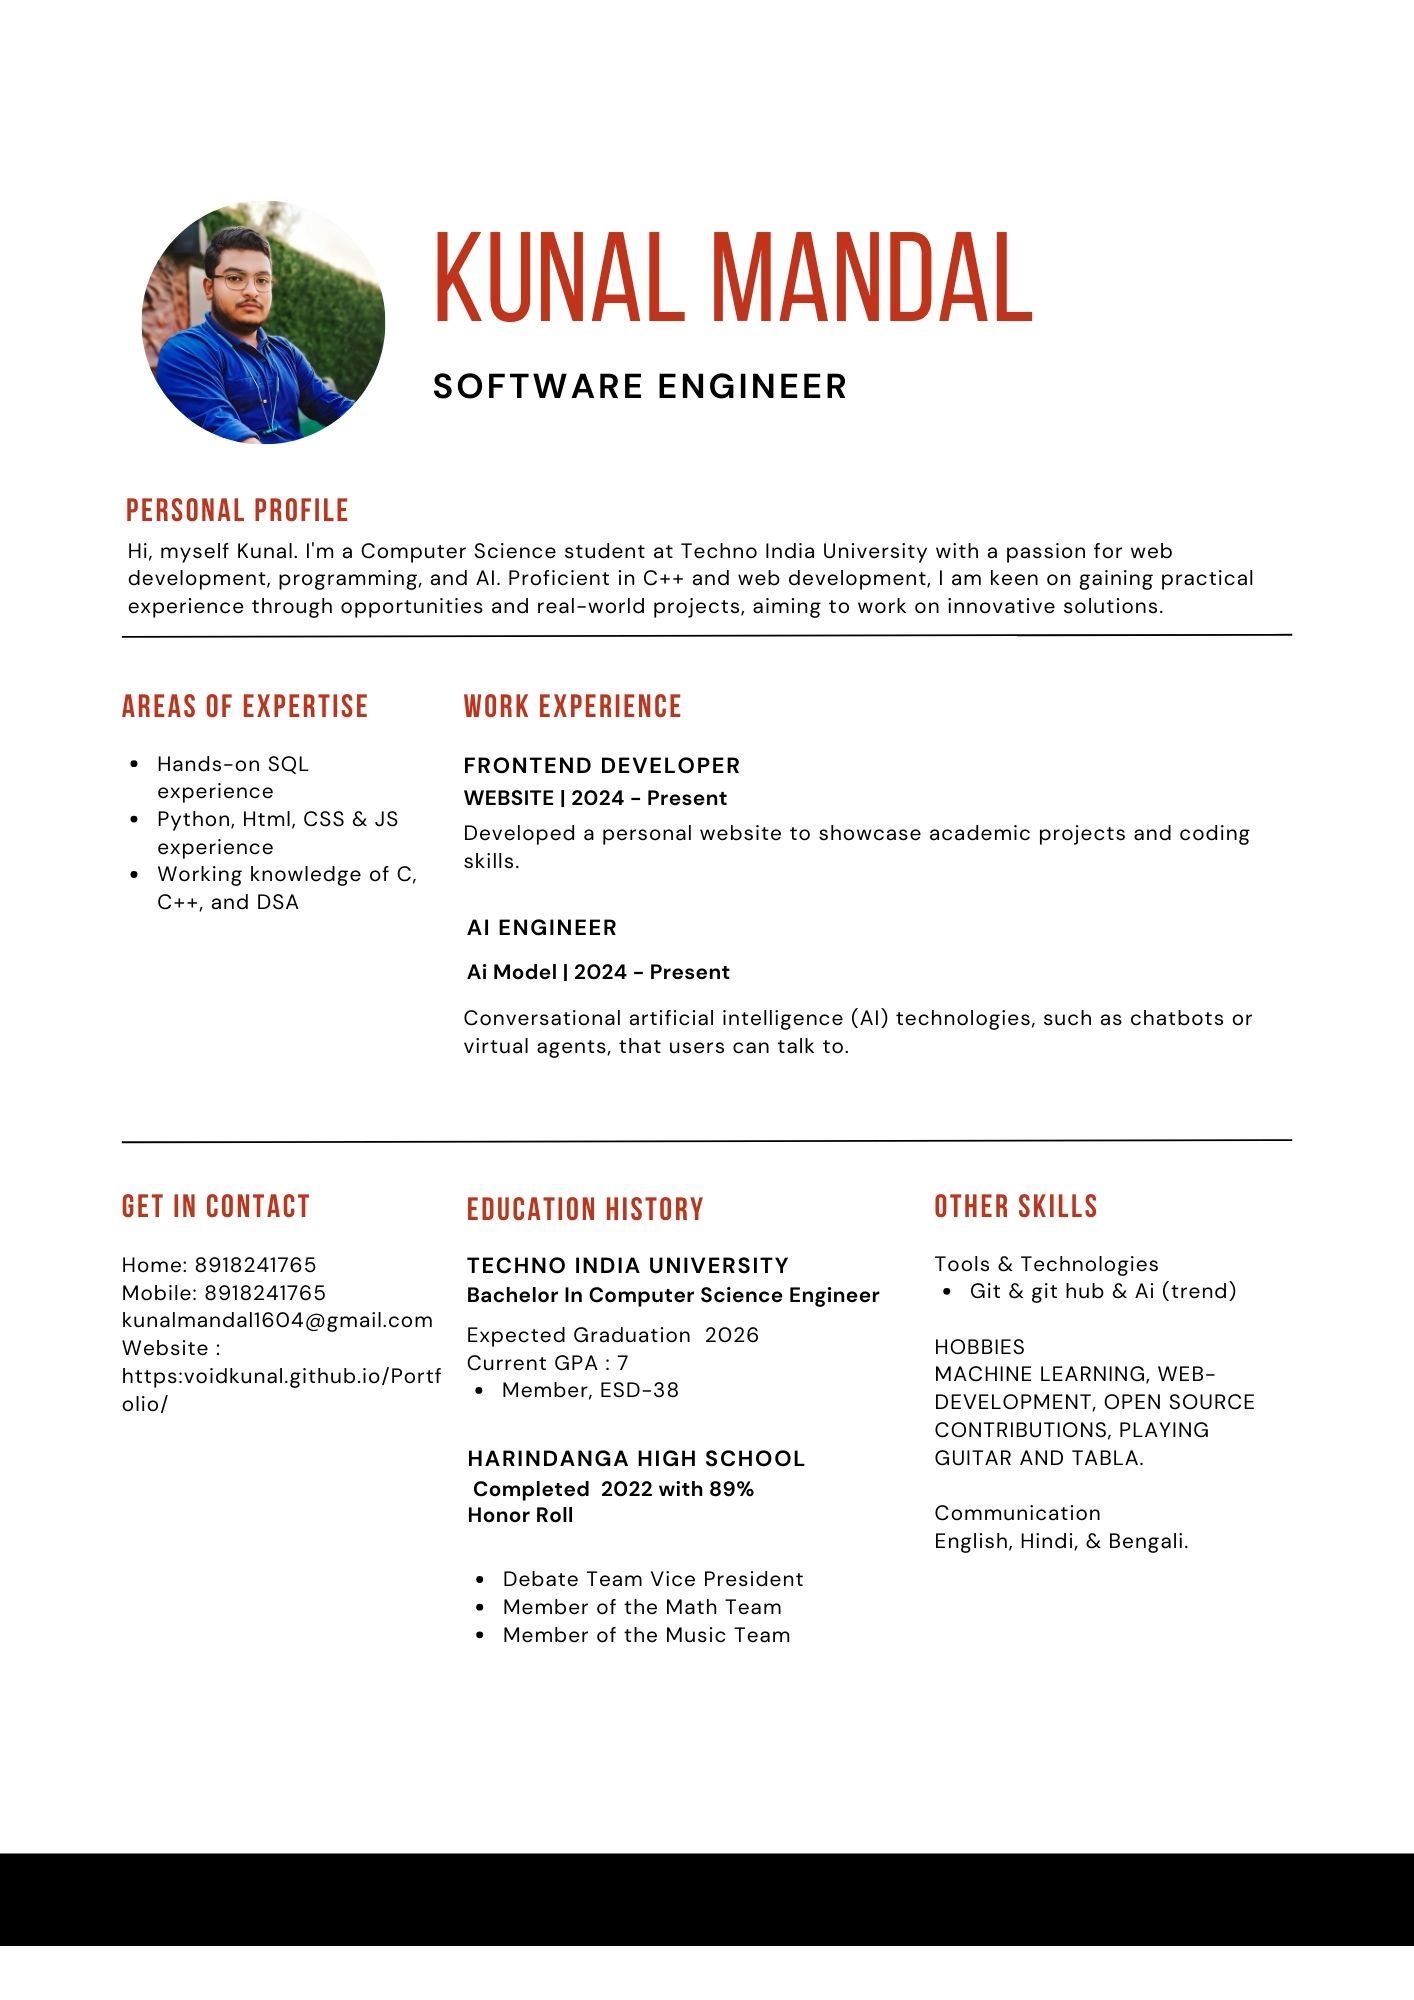 KUNAL MANDAL
SOFTWARE ENGINEER
PERSONAL PROFILE
Hi, myself Kunal. I'm a Computer Science student at Techno India University with a passion for web
development, programming, and AI. Proficient in C++ and web development, I am keen on gaining practical
experience through opportunities and real-world projects, aiming to work on innovative solutions.
AREAS OF EXPERTISE
• Hands-on SQL
experience
• Python, Html, CSS & JS
experience
• Working knowledge of C,
C++, and DSA
WORK EXPERIENCE
FRONTEND DEVELOPER
WEBSITE | 2024 - Present
Developed a personal website to showcase academic projects and coding
skills.
AI ENGINEER
Ai Model | 2024 - Present
Conversational artificial intelligence (AI) technologies, such as chatbots or
virtual agents, that users can talk to.
GET IN CONTACT
Home: 8918241765
Mobile: 8918241765
kunalmandal1604@gmail.com
Website :
https:voidkunal.github.io/Portf
olio/
EDUCATION HISTORY
TECHNO INDIA UNIVERSITY
Bachelor In Computer Science Engineer
Expected Graduation  2026
Current GPA : 7
• Member, ESD-38
HARINDANGA HIGH SCHOOL
Completed  2022 with 89%
Honor Roll
• Debate Team Vice President
• Member of the Math Team
• Member of the Music Team
OTHER SKILLS
Tools & Technologies
• Git & git hub & Ai (trend)
HOBBIES
MACHINE LEARNING, WEB-
DEVELOPMENT, OPEN SOURCE
CONTRIBUTIONS, PLAYING
GUITAR AND TABLA.
Communication
English, Hindi, & Bengali.